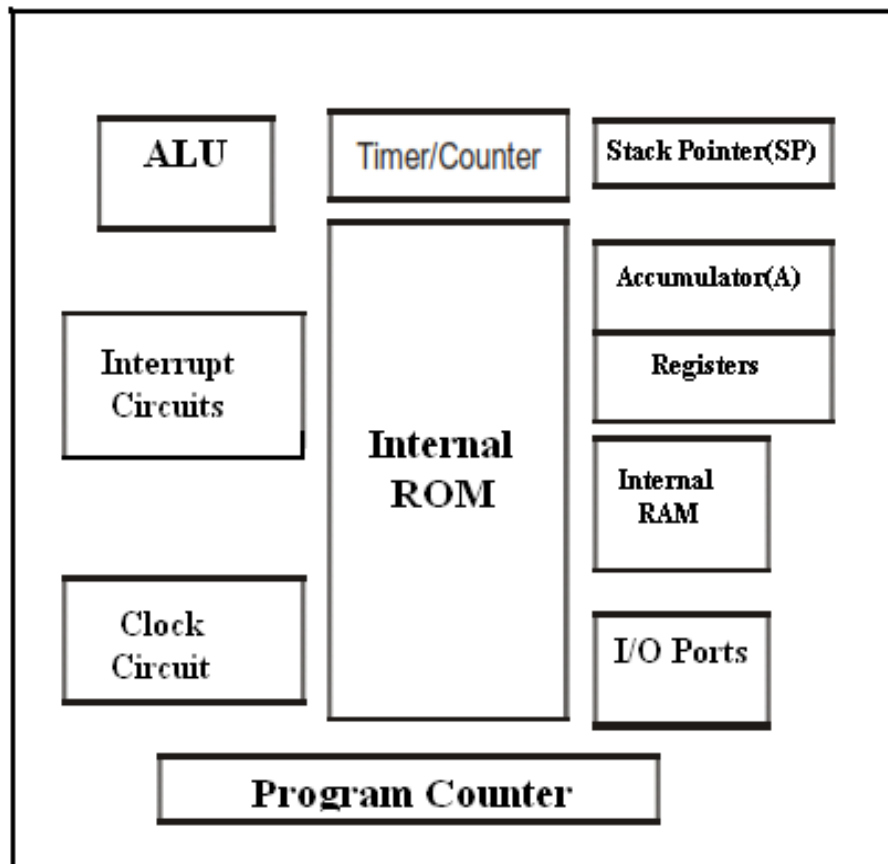 ALU
Timer/Counter
Stack Pointer(SP)
Accumulator(A)
Registers
Interrupt
Circuits
Internal
ROM
Internal
RAM
Clock
Circuit
I/O Ports
Program Counter